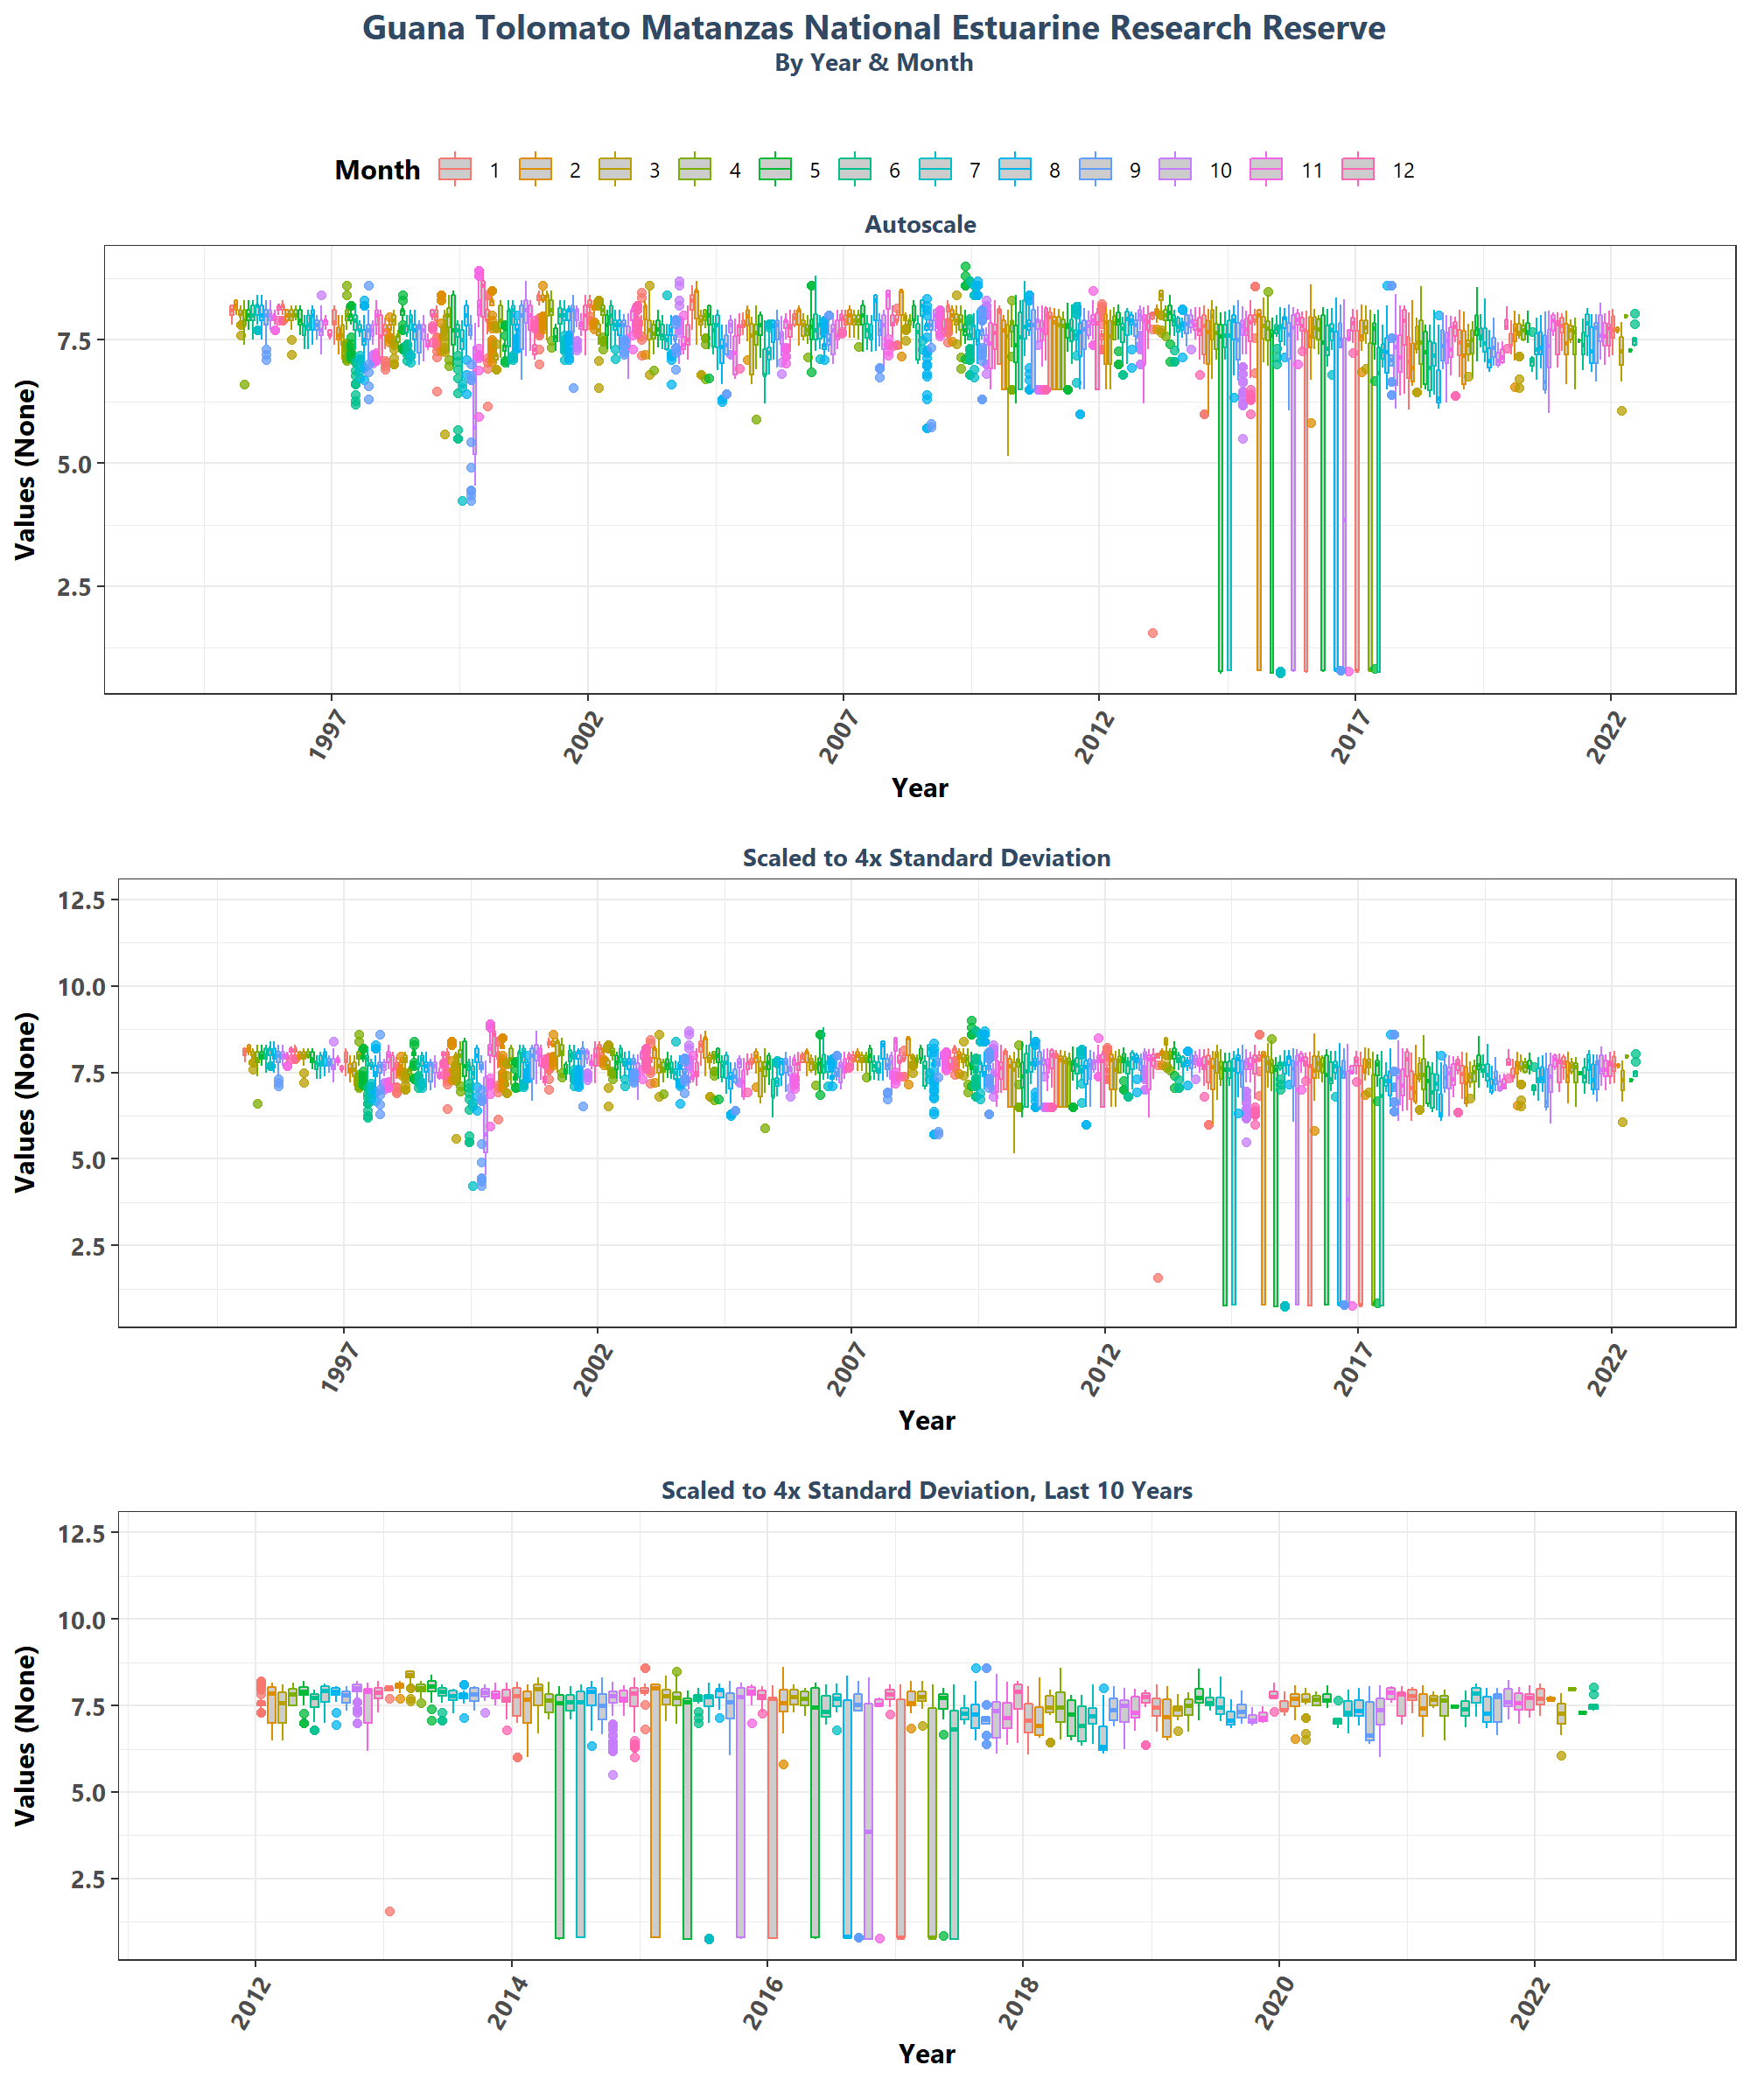 Guana Tolomato Matanzas National Estuarine Research Reserve
By Year & Month
Month 1 2 3 4 5 6 7 8 9 10 11 12
Autoscale
Values (None)
7.5
5.0
2.5
1997 2002 2007 2012 2017 2022
Year
Scaled to 4x Standard Deviation
Values (None)
12.5
10.0
7.5
5.0
2.5
1997 2002 2007 2012 2017 2022
Year
Scaled to 4x Standard Deviation, Last 10 Years
Values (None)
12.5
10.0
7.5
5.0
2.5
2012 2014 2016 2018 2020 2022
Year